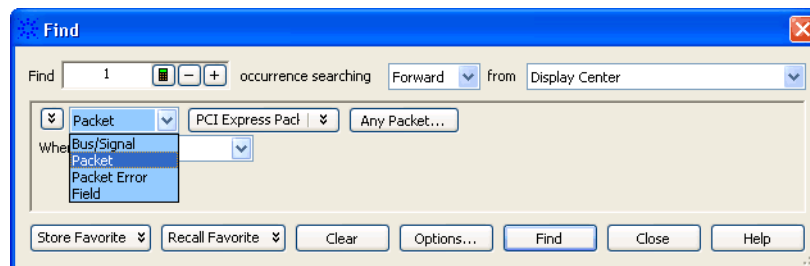 Find
Find 1 − + occurrence searching Forward from Display Center
Packet PCI Express Pack Any Packet...
Whe
Bus/Signal
Packet
Packet Error
Field
Store Favorite Recall Favorite Clear Options... Find Close Help